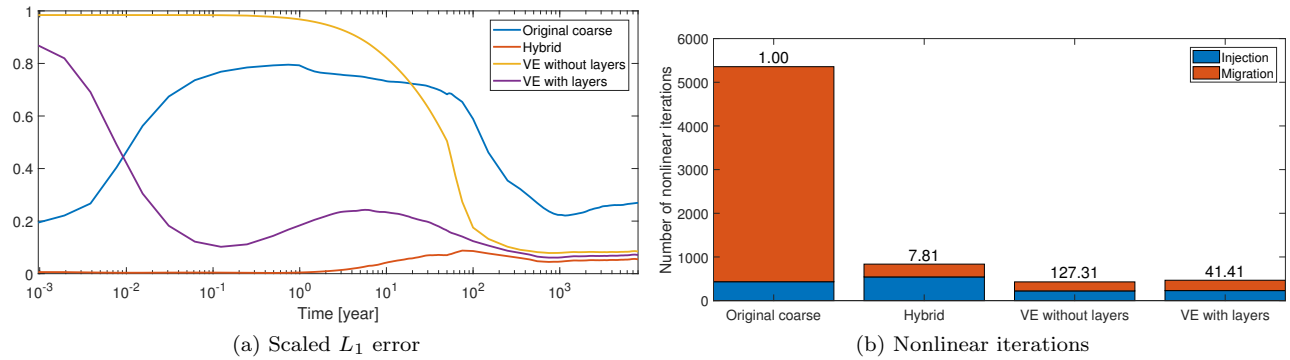 1
0.8
0.6
0.4
0.2
0
10⁻³ 10⁻² 10⁻¹ 10⁰ 10¹ 10² 10³
Time [year]
Original coarse
Hybrid
VE without layers
VE with layers
(a) Scaled L₁ error
Number of nonlinear iterations
6000
5000
4000
3000
2000
1000
0
1.00
7.81
127.31
41.41
Injection
Migration
Original coarse Hybrid VE without layers VE with layers
(b) Nonlinear iterations